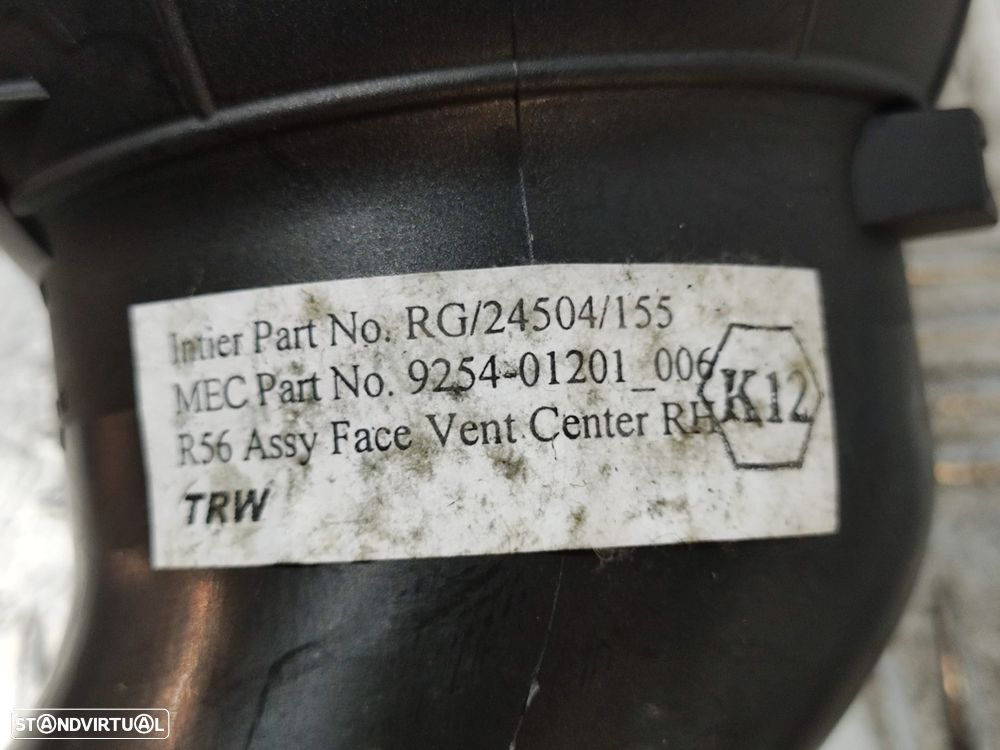 Intier Part No. RG/24504/155
MEC Part No. 9254-01201_006
R56 Assy Face Vent Center RH
K12
TRW
STANDVIRTUAL